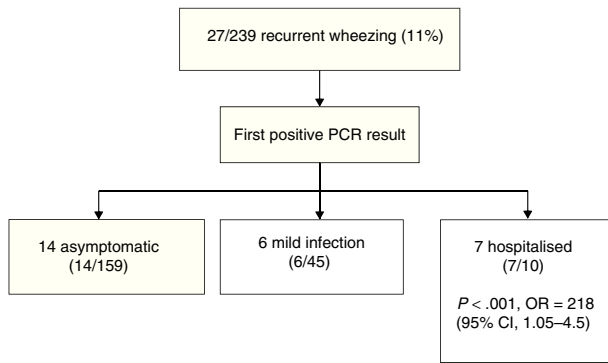 27/239 recurrent wheezing (11%)
First positive PCR result
14 asymptomatic
(14/159)
6 mild infection
(6/45)
7 hospitalised
(7/10)
P < .001, OR = 218
(95% CI, 1.05–4.5)